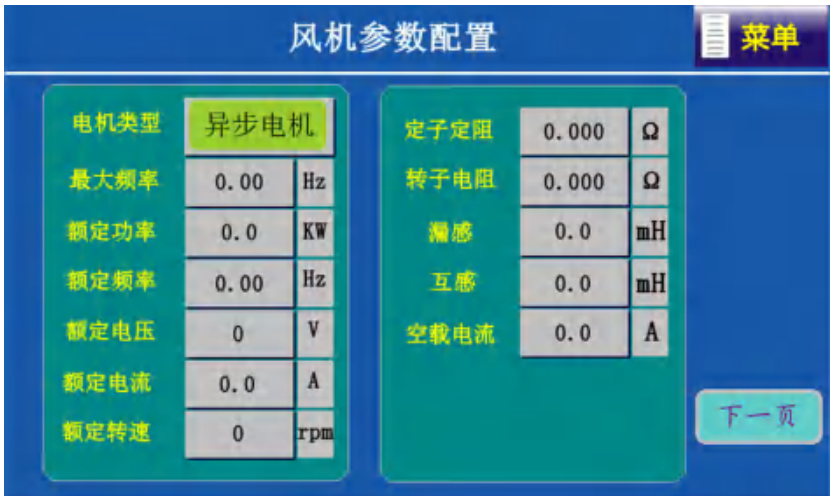 风机参数配置
菜单
电机类型 异步电机
最大频率 0.00 Hz
额定功率 0.0 KW
额定频率 0.00 Hz
额定电压 0 V
额定电流 0.0 A
额定转速 0 rpm
定子定阻 0.000 Ω
转子电阻 0.000 Ω
漏感 0.0 mH
互感 0.0 mH
空载电流 0.0 A
下一页